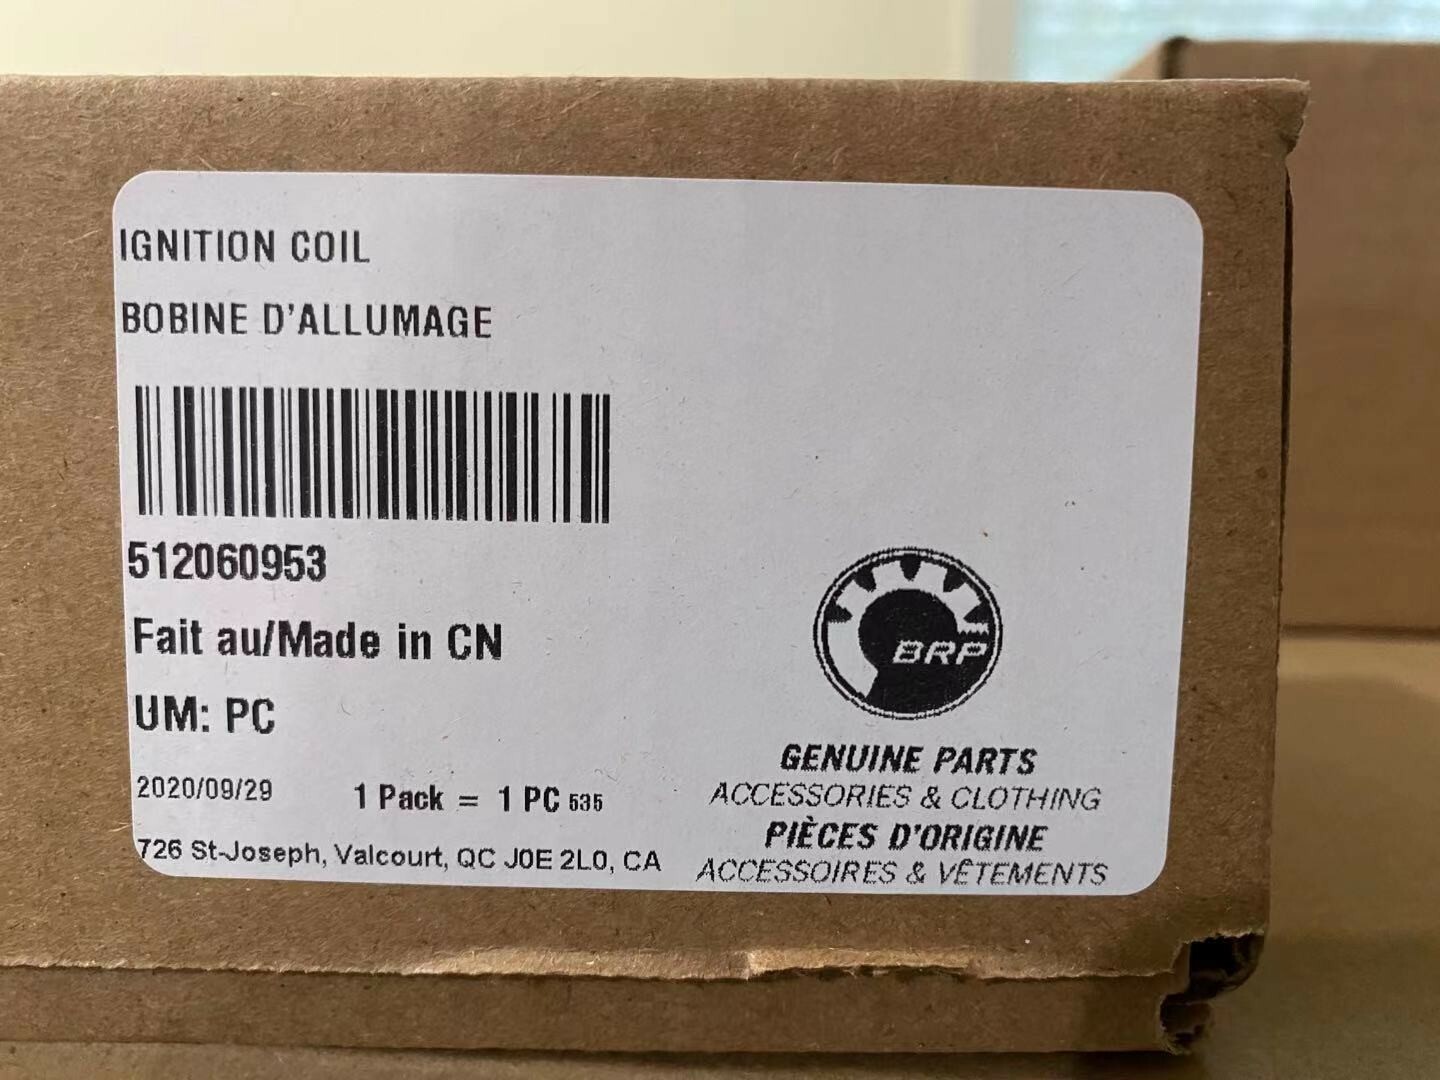 IGNITION COIL
BOBINE D'ALLUMAGE
512060953
Fait au/Made in CN
UM: PC
2020/09/29 1 Pack = 1 PC 535
726 St-Joseph, Valcourt, QC J0E 2L0, CA
BRP
GENUINE PARTS
ACCESSORIES & CLOTHING
PIÈCES D'ORIGINE
ACCESSOIRES & VÊTEMENTS